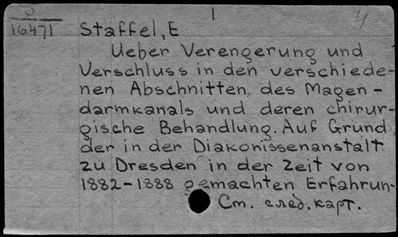 3
16471
1
Staffel, E
Ueber Verengerung und
Verschluss in den verschiede-
nen Abschnitten des Magen-
darmkanals und deren chirur-
gische Behandlung. Auf Grund
der in der Diakonissenanstalt
zu Dresden in der Zeit von
1882-1888 gemachten Erfahrun-
См. след. карт.